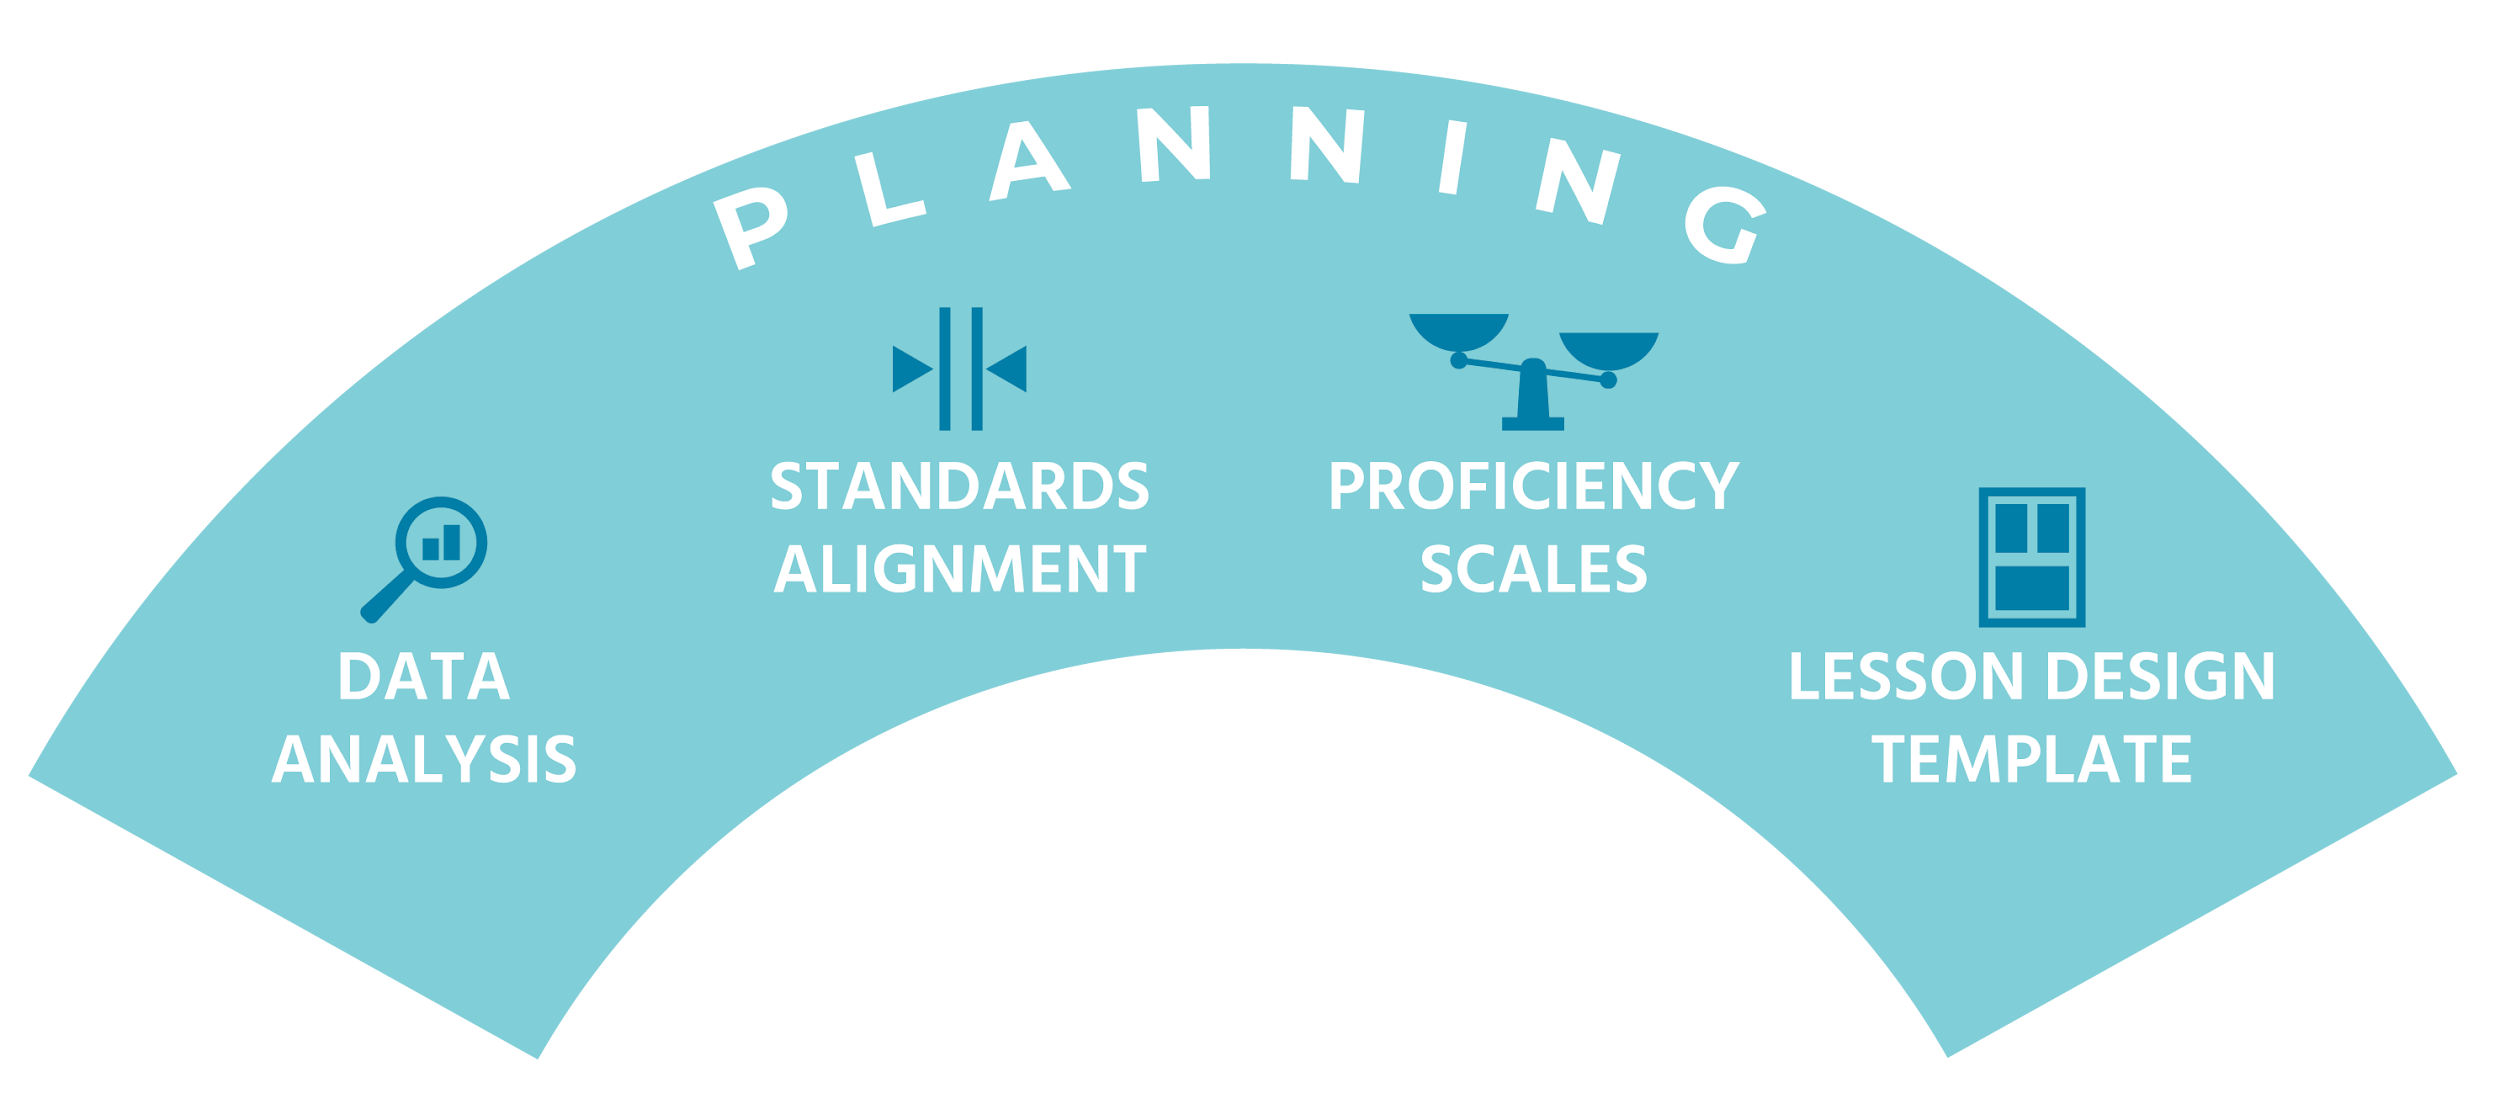 PLANNING
STANDARDS
ALIGNMENT
PROFICIENCY
SCALES
DATA
ANALYSIS
LESSON DESIGN
TEMPLATE